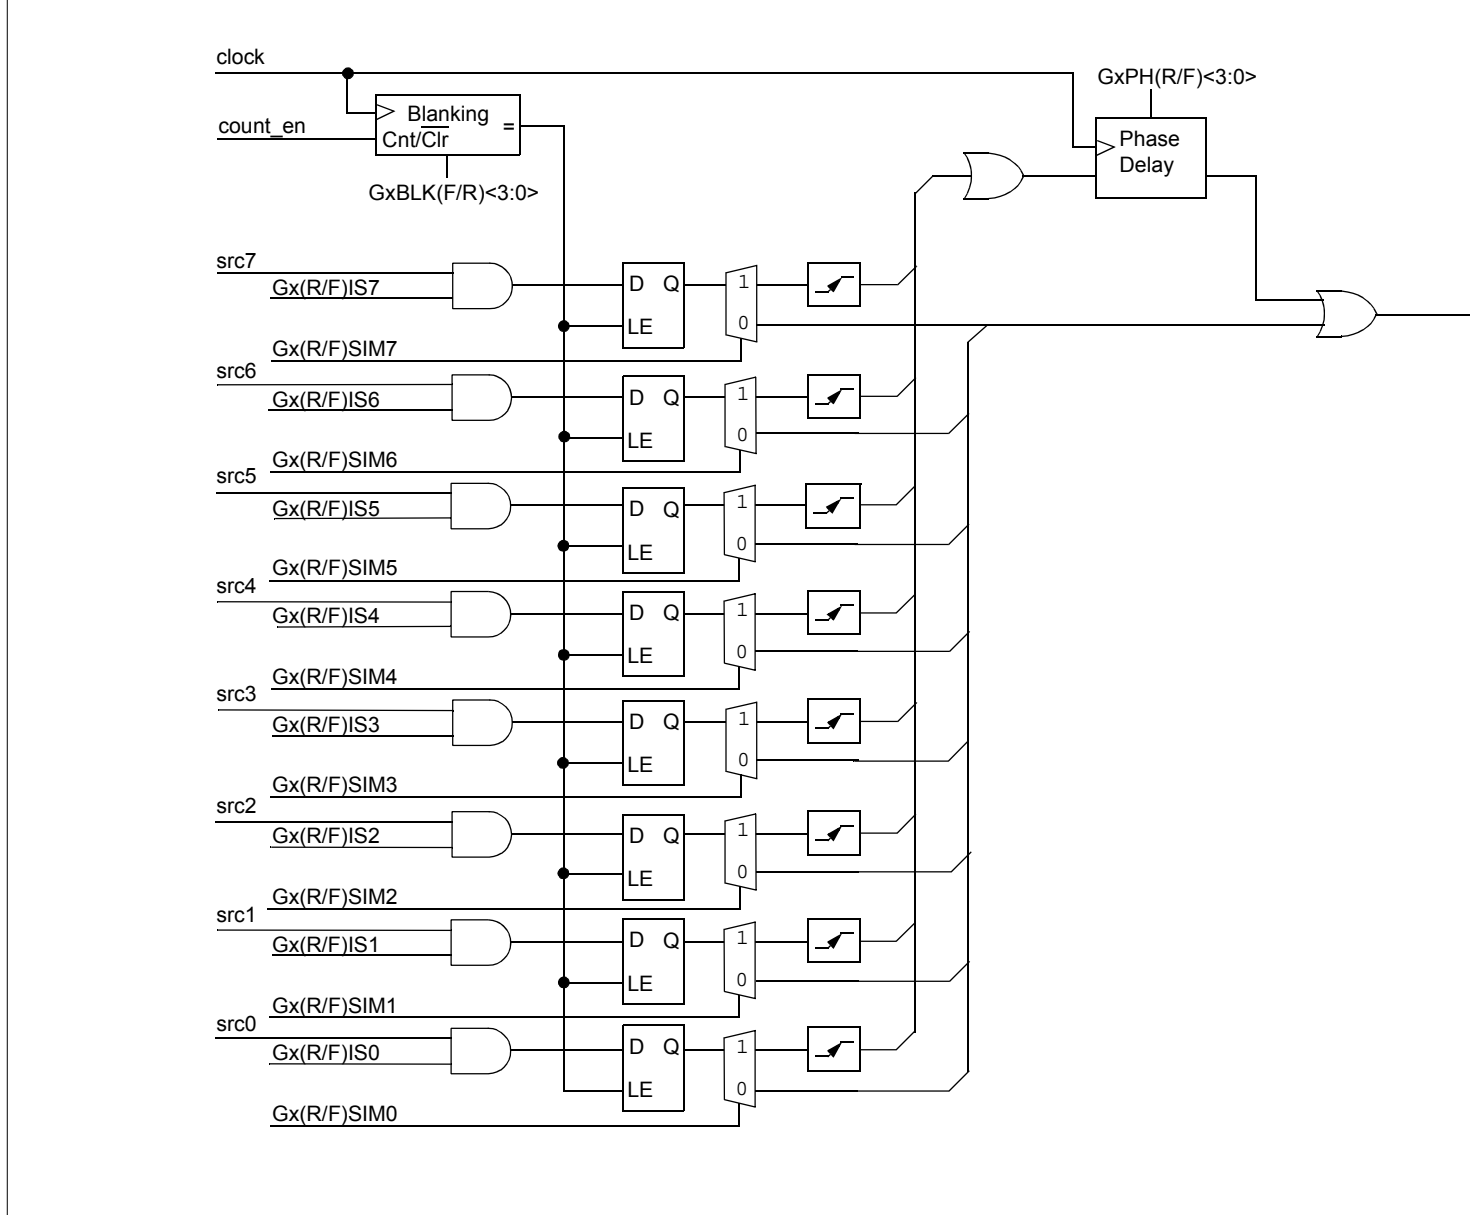 clock
GxPH(R/F)<3:0>
Blanking
=
count_en
Cnt/Clr
Phase
Delay
GxBLK(F/R)<3:0>
src7
Gx(R/F)IS7
D Q
1
LE
0
Gx(R/F)SIM7
src6
Gx(R/F)IS6
D Q
1
LE
0
Gx(R/F)SIM6
src5
Gx(R/F)IS5
D Q
1
LE
0
Gx(R/F)SIM5
src4
Gx(R/F)IS4
D Q
1
LE
0
Gx(R/F)SIM4
src3
Gx(R/F)IS3
D Q
1
LE
0
Gx(R/F)SIM3
src2
Gx(R/F)IS2
D Q
1
LE
0
Gx(R/F)SIM2
src1
Gx(R/F)IS1
D Q
1
LE
0
Gx(R/F)SIM1
src0
Gx(R/F)IS0
D Q
1
LE
0
Gx(R/F)SIM0